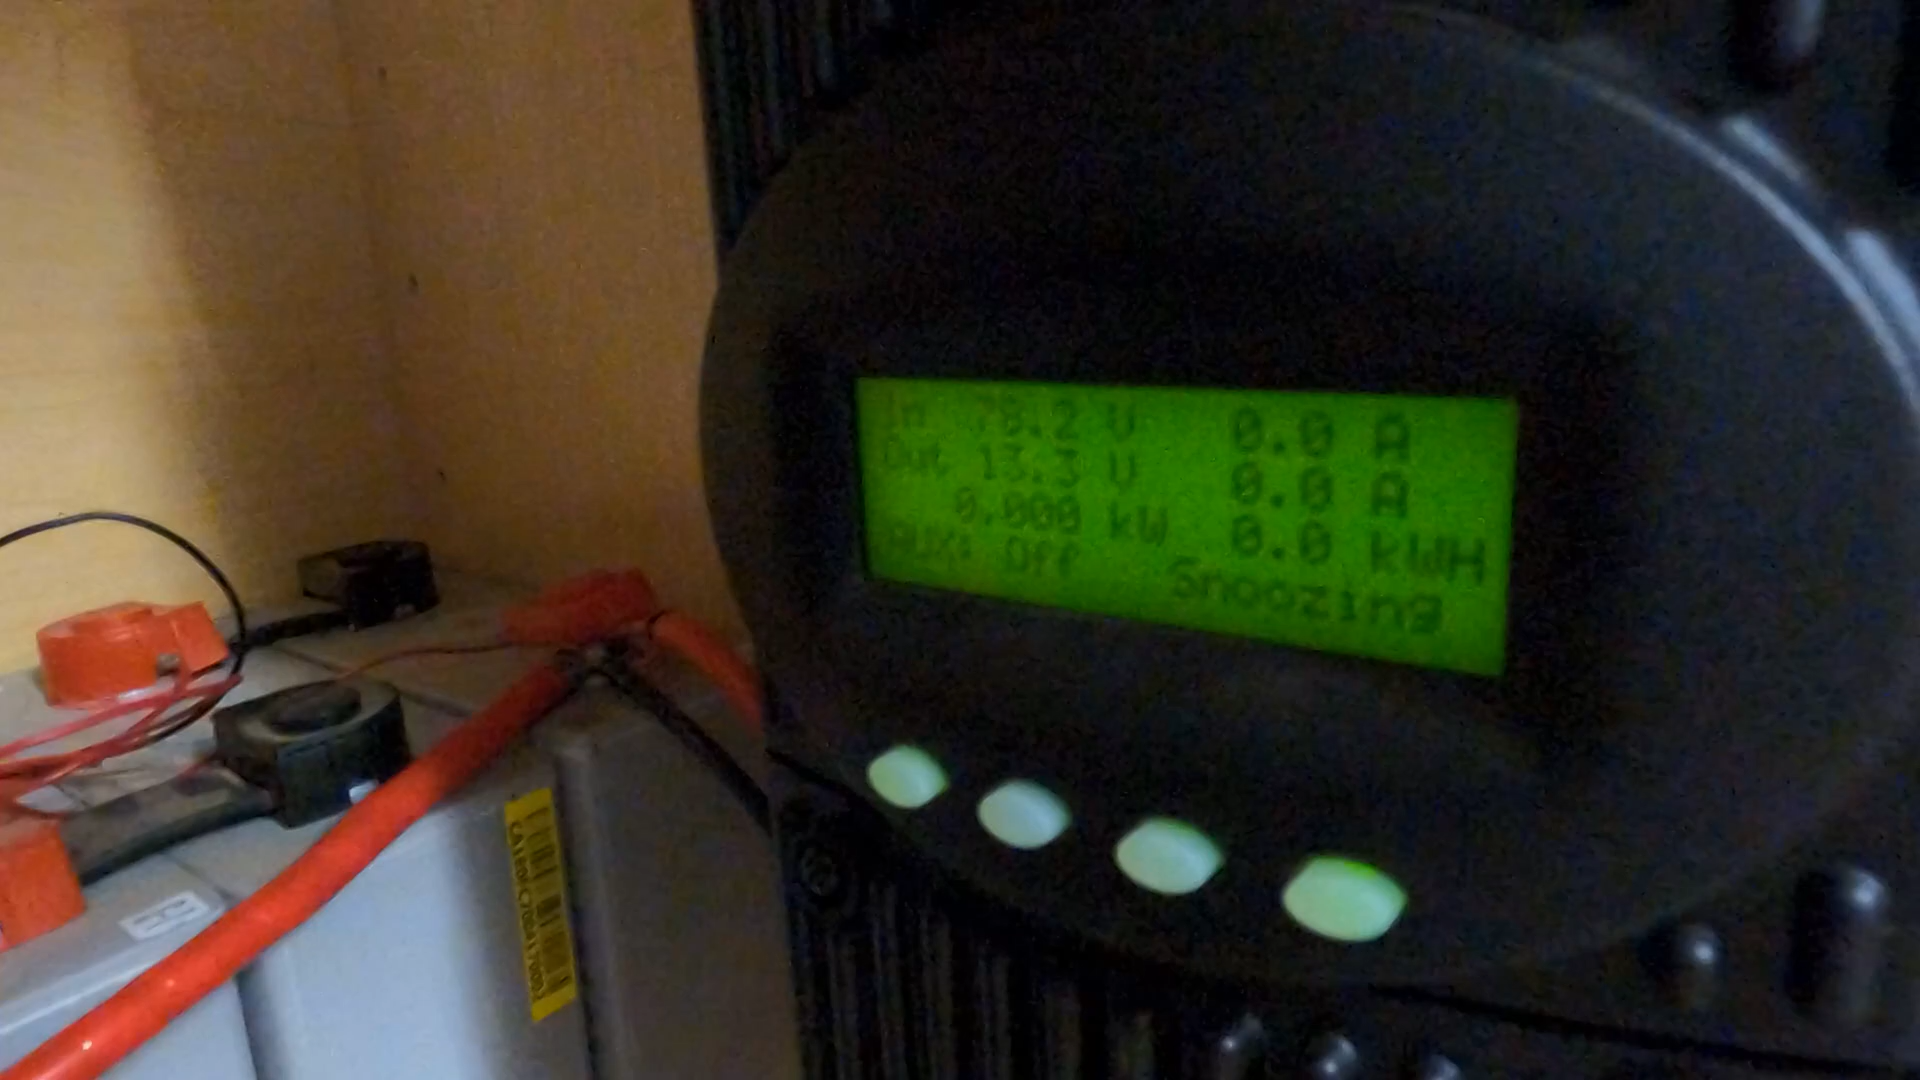 In 78.2 V 0.0 A
Out 13.3 V 0.0 A
0.000 kW 0.0 kWH
AUX: Off Snoozing